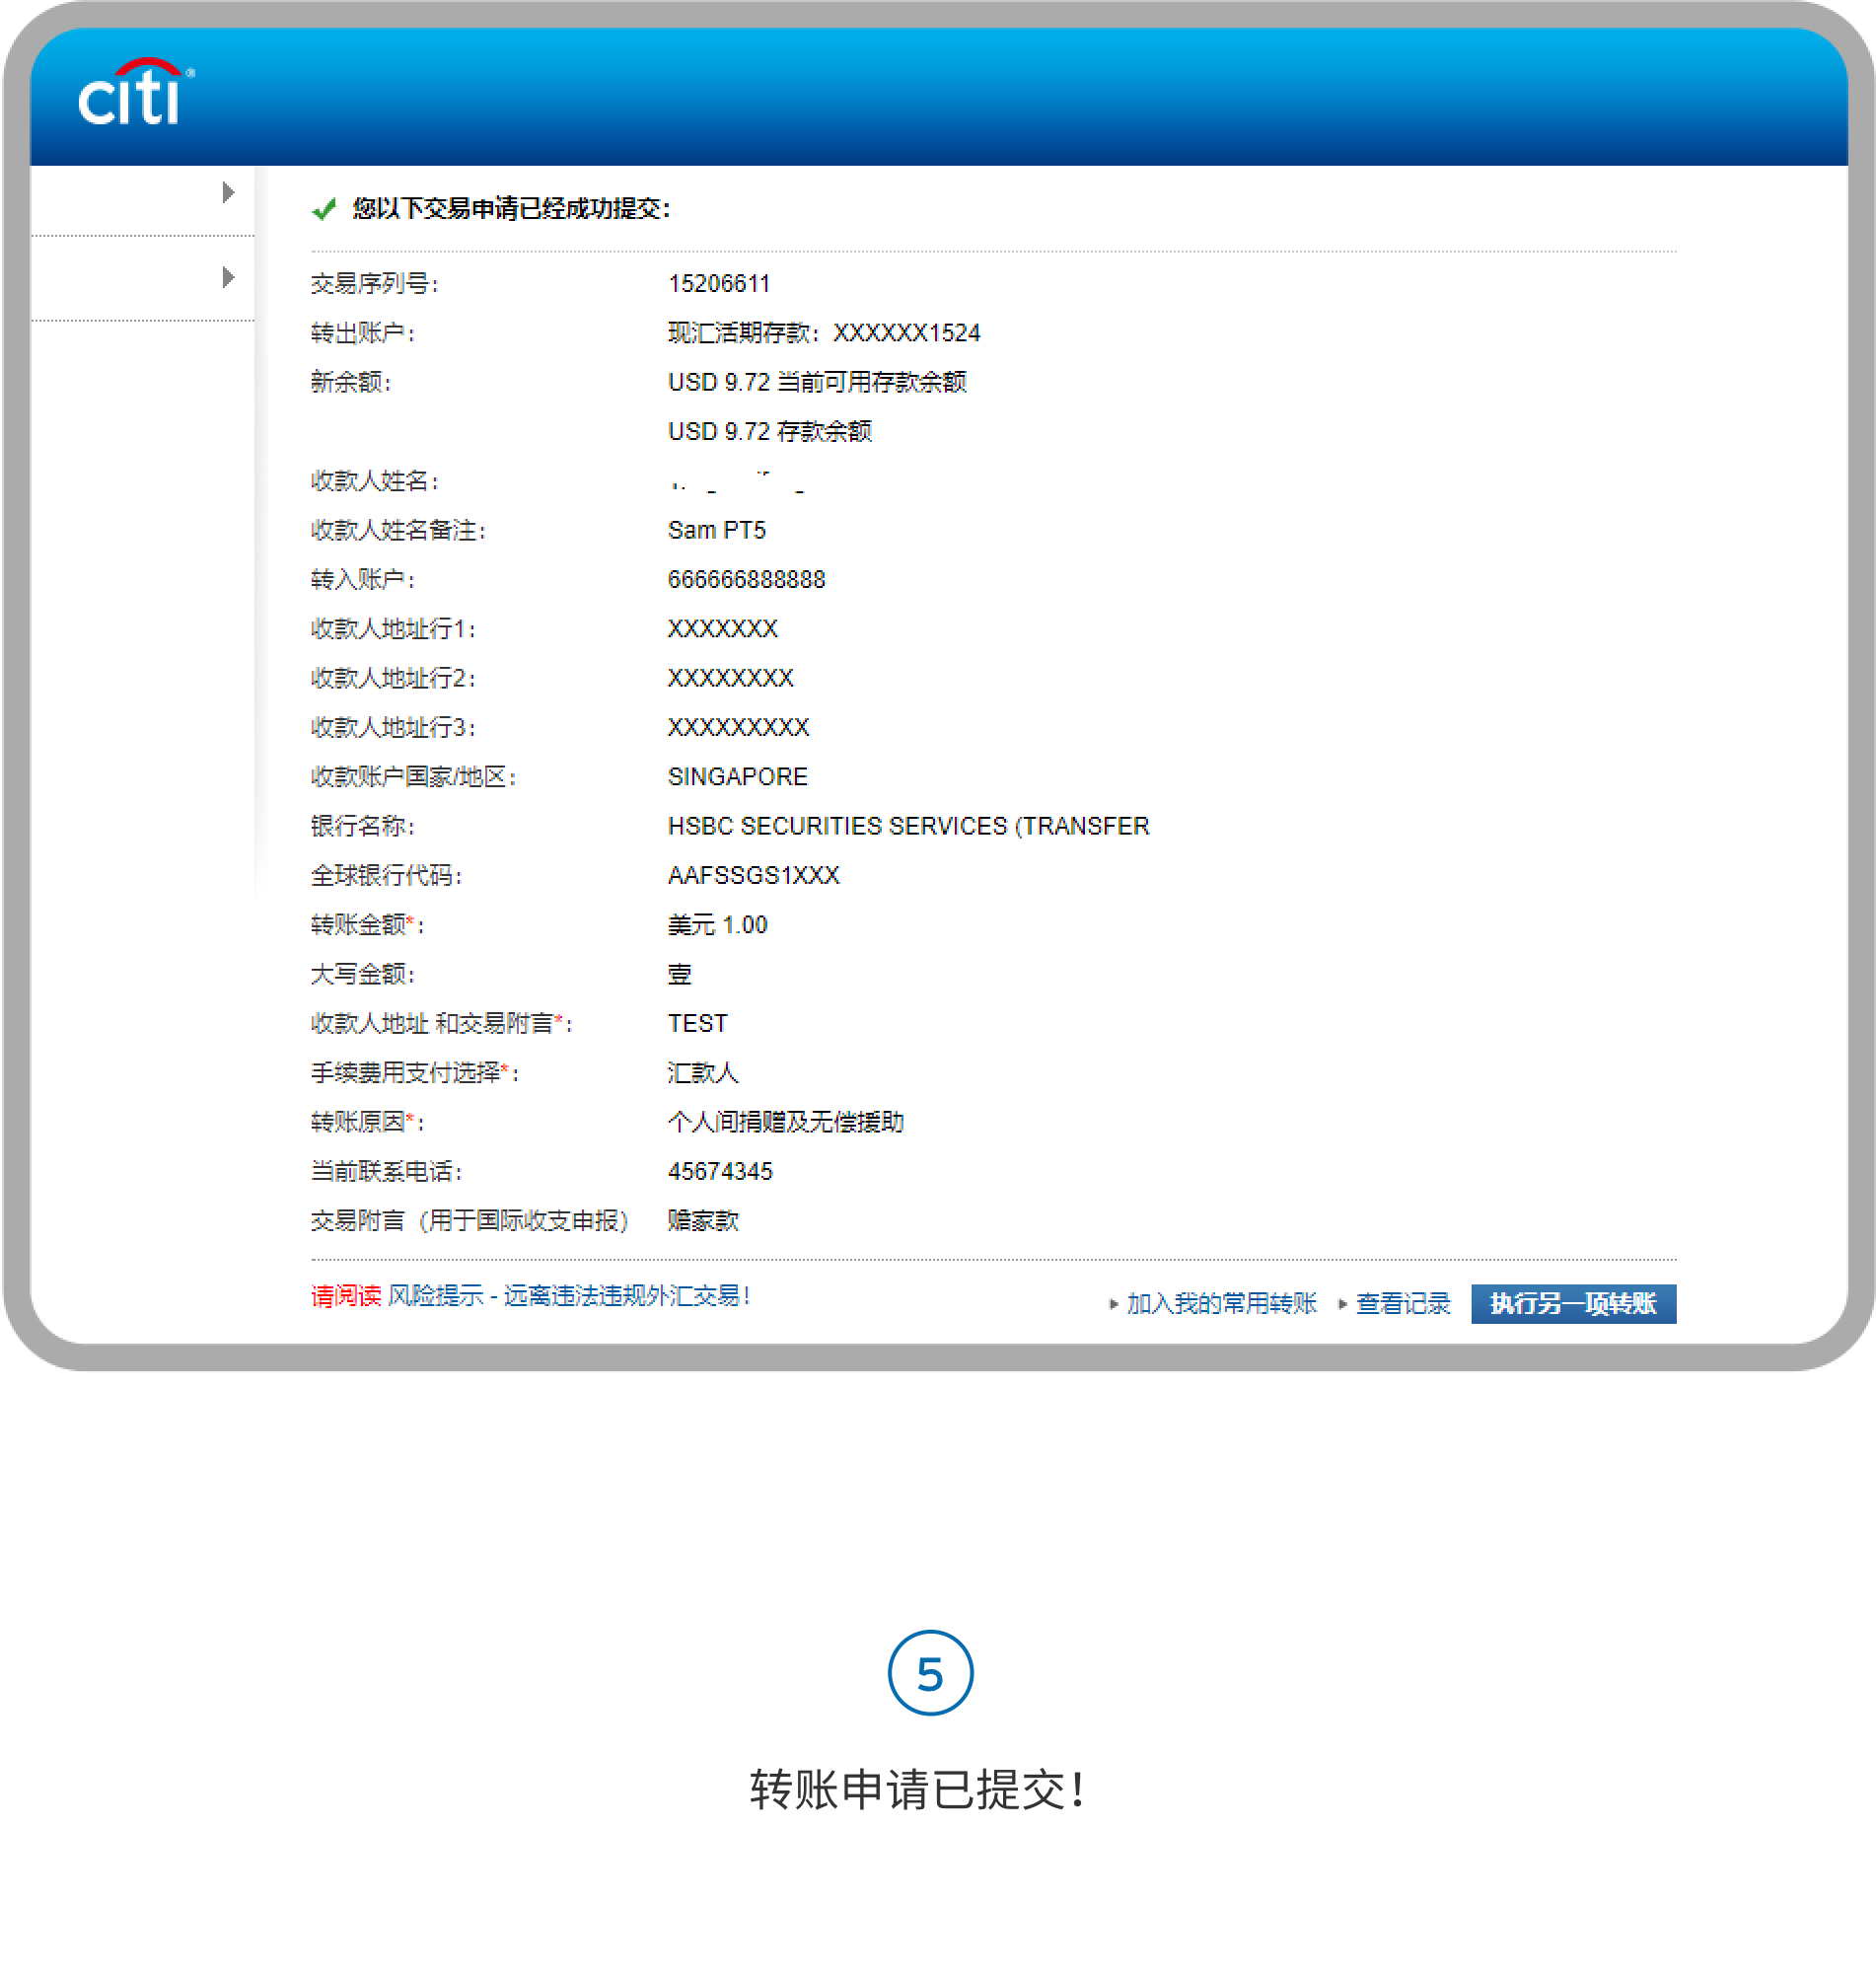 citi®
您以下交易申请已经成功提交：
交易序列号： 15206611
转出账户： 现汇活期存款：XXXXXX1524
新余额： USD 9.72 当前可用存款余额
USD 9.72 存款余额
收款人姓名：
收款人姓名备注： Sam PT5
转入账户： 666666888888
收款人地址行1： XXXXXXX
收款人地址行2： XXXXXXXX
收款人地址行3： XXXXXXXXX
收款账户国家/地区： SINGAPORE
银行名称： HSBC SECURITIES SERVICES (TRANSFER
全球银行代码： AAFSSGS1XXX
转账金额*： 美元 1.00
大写金额： 壹
收款人地址 和交易附言*： TEST
手续费用支付选择*： 汇款人
转账原因*： 个人间捐赠及无偿援助
当前联系电话： 45674345
交易附言（用于国际收支申报） 赡家款
请阅读 风险提示 - 远离违法违规外汇交易！
加入我的常用转账 查看记录 执行另一项转账
5
转账申请已提交！